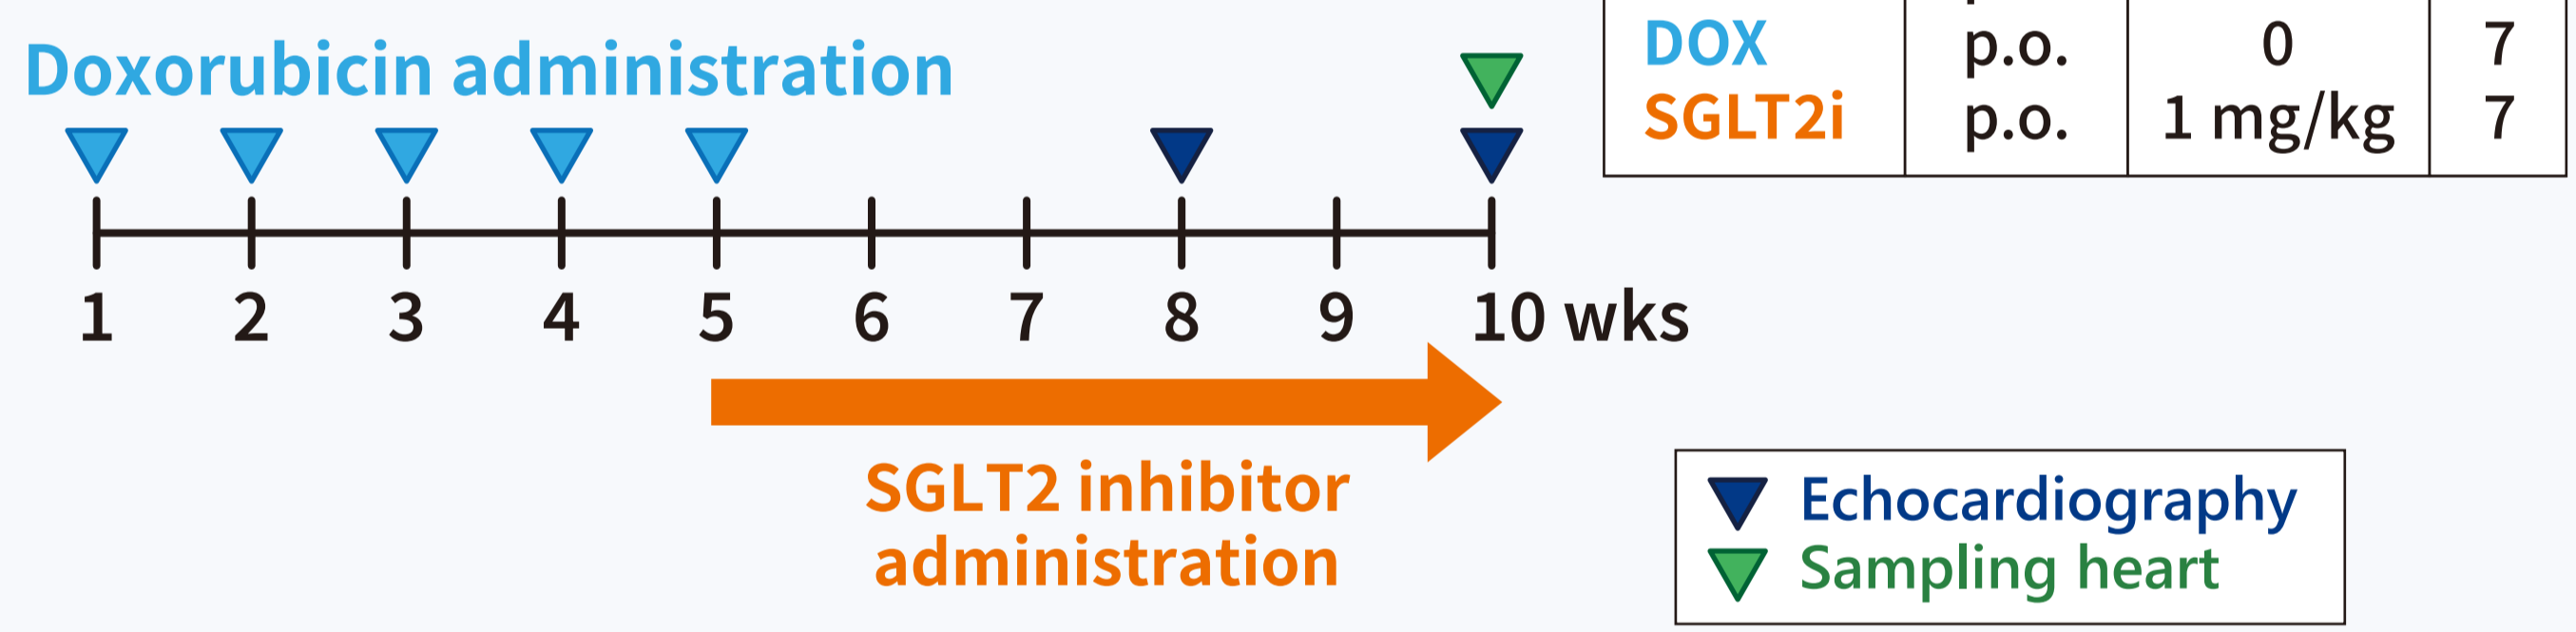 Doxorubicin administration
DOX p.o. 0 7
SGLT2i p.o. 1 mg/kg 7
1 2 3 4 5 6 7 8 9 10 wks
SGLT2 inhibitor
administration
Echocardiography
Sampling heart